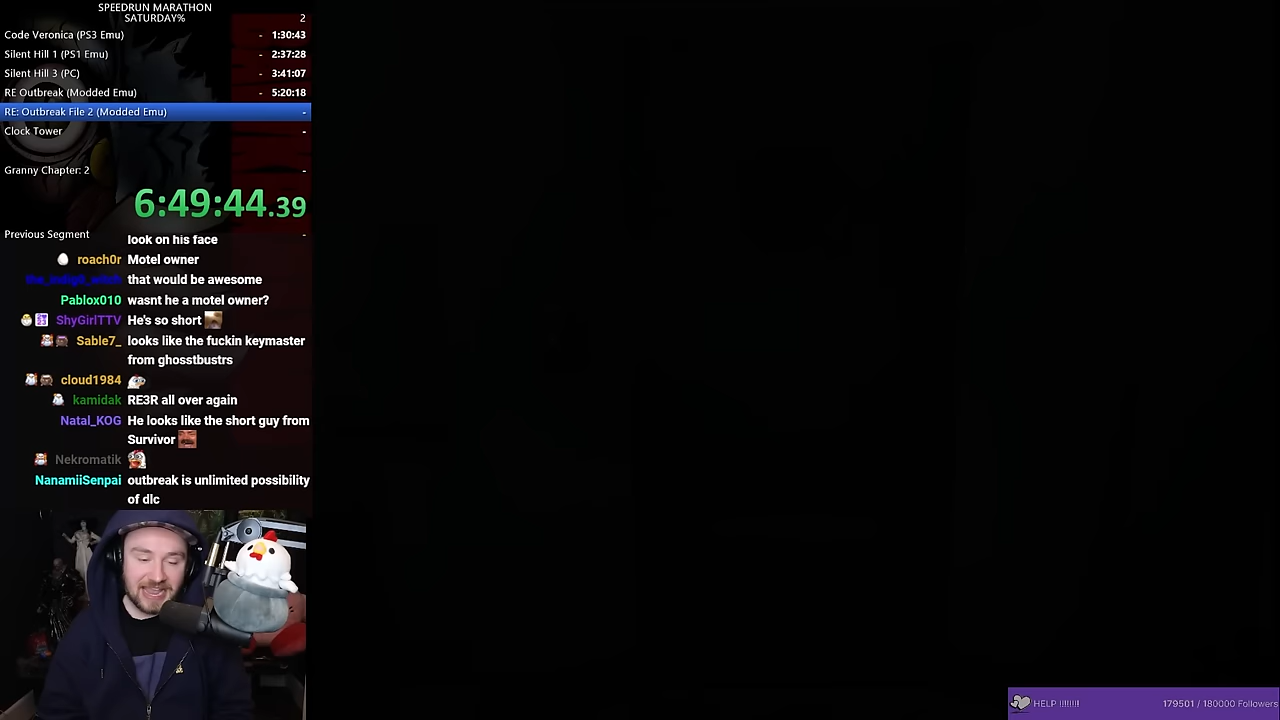 SPEEDRUN MARATHON
SATURDAY%
2
Code Veronica (PS3 Emu) - 1:30:43
Silent Hill 1 (PS1 Emu) - 2:37:28
Silent Hill 3 (PC) - 3:41:07
RE Outbreak (Modded Emu) - 5:20:18
RE: Outbreak File 2 (Modded Emu) -
Clock Tower -
Granny Chapter: 2 -
6:49:44.39
Previous Segment -
look on his face
roach0r Motel owner
that would be awesome
Pablox010 wasnt he a motel owner?
ShyGirlTTV He's so short
Sable7_ looks like the fuckin keymaster
from ghosstbustrs
cloud1984
kamidak RE3R all over again
Natal_KOG He looks like the short guy from
Survivor
Nekromatik
NanamiiSenpai outbreak is unlimited possibility
of dlc
HELP !!!!!!! 179501 / 180000 Followers